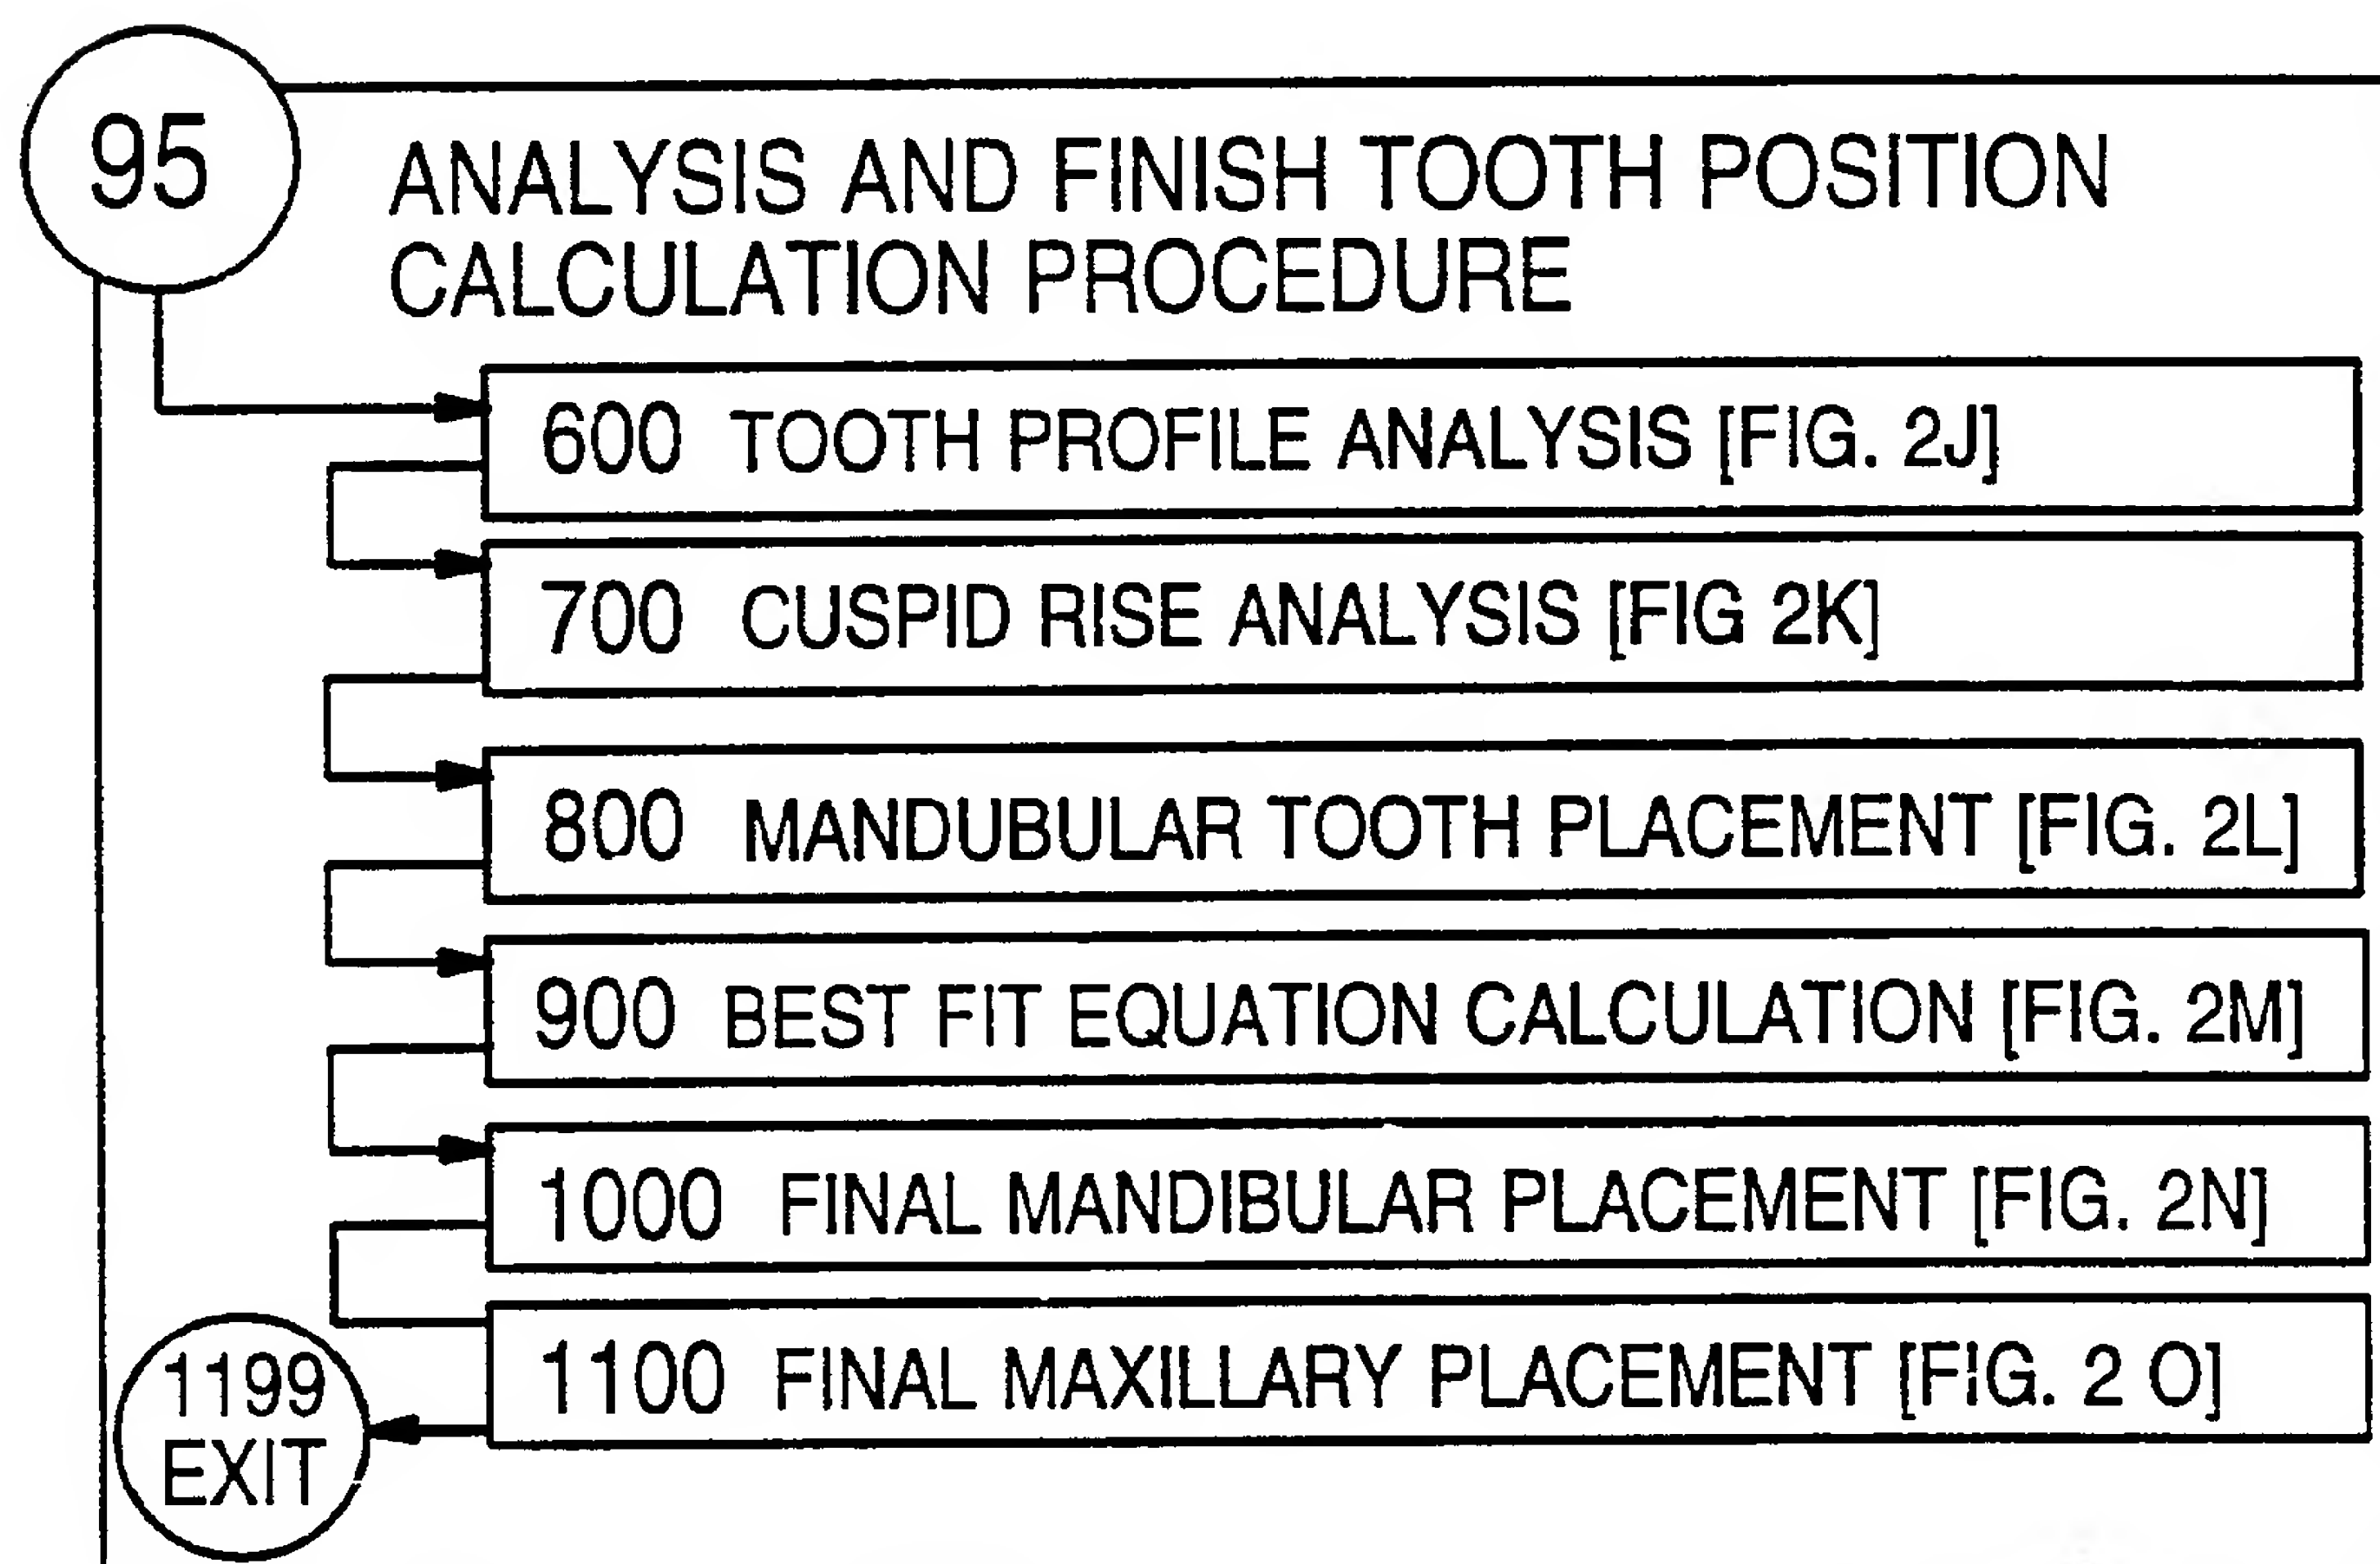 95
ANALYSIS AND FINISH TOOTH POSITION
CALCULATION PROCEDURE
600 TOOTH PROFILE ANALYSIS [FIG. 2J]
700 CUSPID RISE ANALYSIS [FIG 2K]
800 MANDUBULAR TOOTH PLACEMENT [FIG. 2L]
900 BEST FIT EQUATION CALCULATION [FIG. 2M]
1000 FINAL MANDIBULAR PLACEMENT [FIG. 2N]
1100 FINAL MAXILLARY PLACEMENT [FIG. 2 O]
1199
EXIT